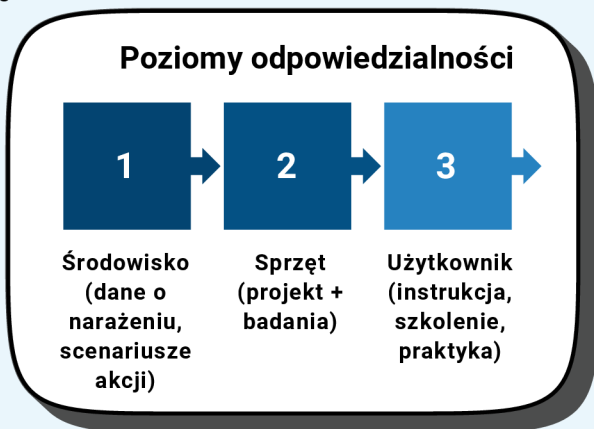 Poziomy odpowiedzialności
1
2
3
Środowisko
(dane o
narażeniu,
scenariusze
akcji)
Sprzęt
(projekt +
badania)
Użytkownik
(instrukcja,
szkolenie,
praktyka)